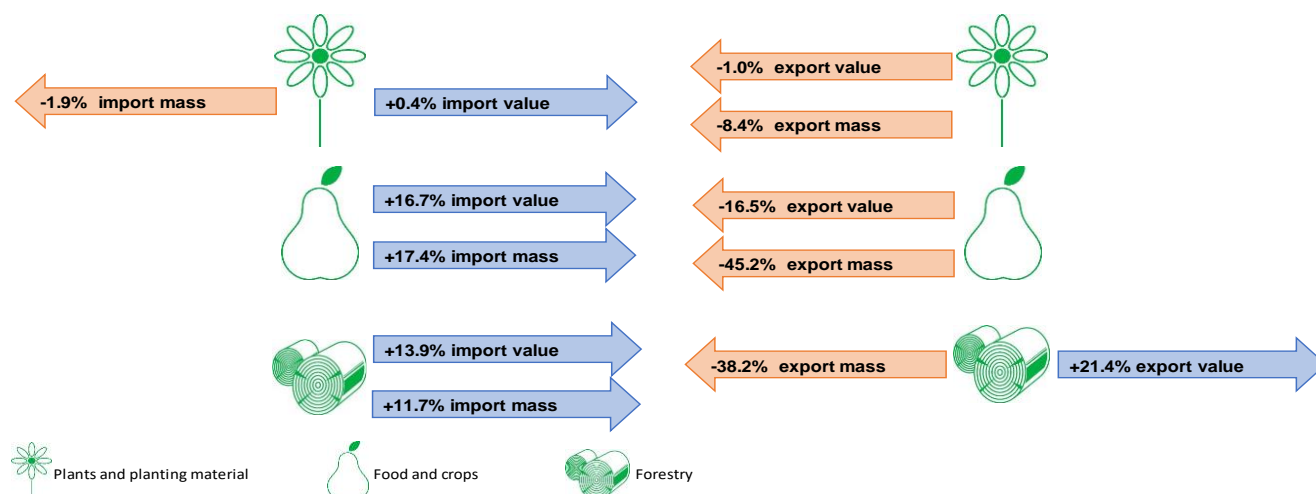 -1.0% export value
-1.9% import mass
+0.4% import value
-8.4% export mass
+16.7% import value
-16.5% export value
+17.4% import mass
-45.2% export mass
+13.9% import value
-38.2% export mass
+21.4% export value
+11.7% import mass
Plants and planting material
Food and crops
Forestry